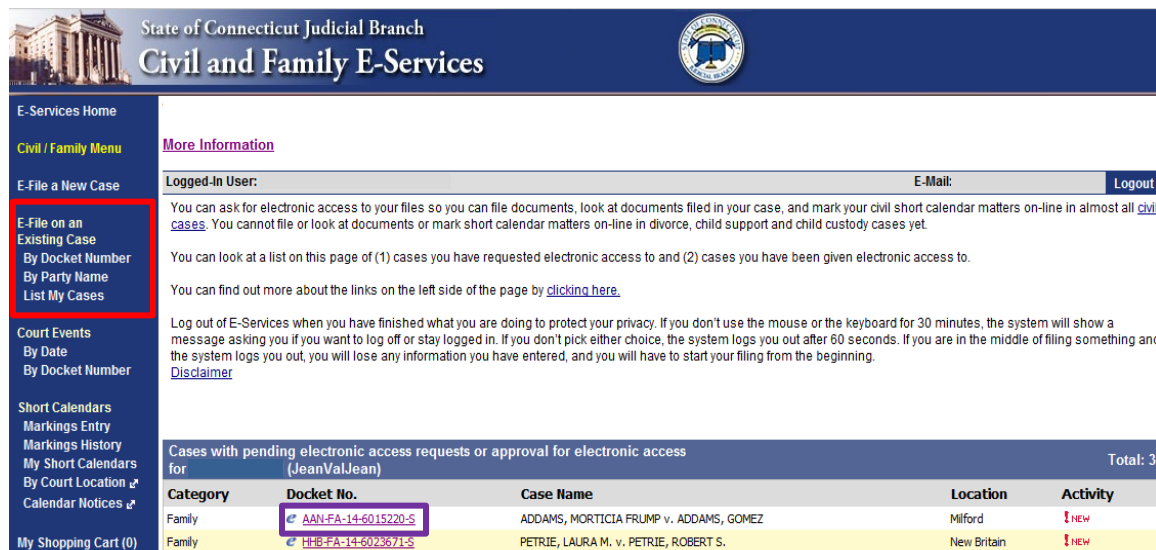 State of Connecticut Judicial Branch
Civil and Family E-Services
E-Services Home
Civil / Family Menu
E-File a New Case
E-File on an
Existing Case
By Docket Number
By Party Name
List My Cases
Court Events
By Date
By Docket Number
Short Calendars
Markings Entry
Markings History
My Short Calendars
By Court Location
Calendar Notices
My Shopping Cart (0)
More Information
Logged-In User: E-Mail: Logout
You can ask for electronic access to your files so you can file documents, look at documents filed in your case, and mark your civil short calendar matters on-line in almost all civil
cases. You cannot file or look at documents or mark short calendar matters on-line in divorce, child support and child custody cases yet.
You can look at a list on this page of (1) cases you have requested electronic access to and (2) cases you have been given electronic access to.
You can find out more about the links on the left side of the page by clicking here.
Log out of E-Services when you have finished what you are doing to protect your privacy. If you don't use the mouse or the keyboard for 30 minutes, the system will show a
message asking you if you want to log off or stay logged in. If you don't pick either choice, the system logs you out after 60 seconds. If you are in the middle of filing something and
the system logs you out, you will lose any information you have entered, and you will have to start your filing from the beginning.
Disclaimer
Cases with pending electronic access requests or approval for electronic access
for (JeanValJean) Total: 3
Category Docket No. Case Name Location Activity
Family e AAN-FA-14-6015220-S ADDAMS, MORTICIA FRUMP v. ADDAMS, GOMEZ Milford ! NEW
Family e HHB-FA-14-6023671-S PETRIE, LAURA M. v. PETRIE, ROBERT S. New Britain ! NEW